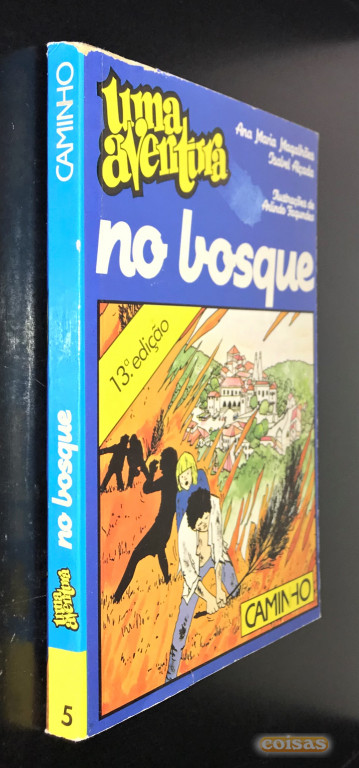 CAMINHO
uma
aventura
no bosque
5
uma
aventura
Ana Maria Magalhães
Isabel Alçada
Ilustrações de
Arlindo Fagundes
no bosque
13.ª edição
CAMINHO
coisas